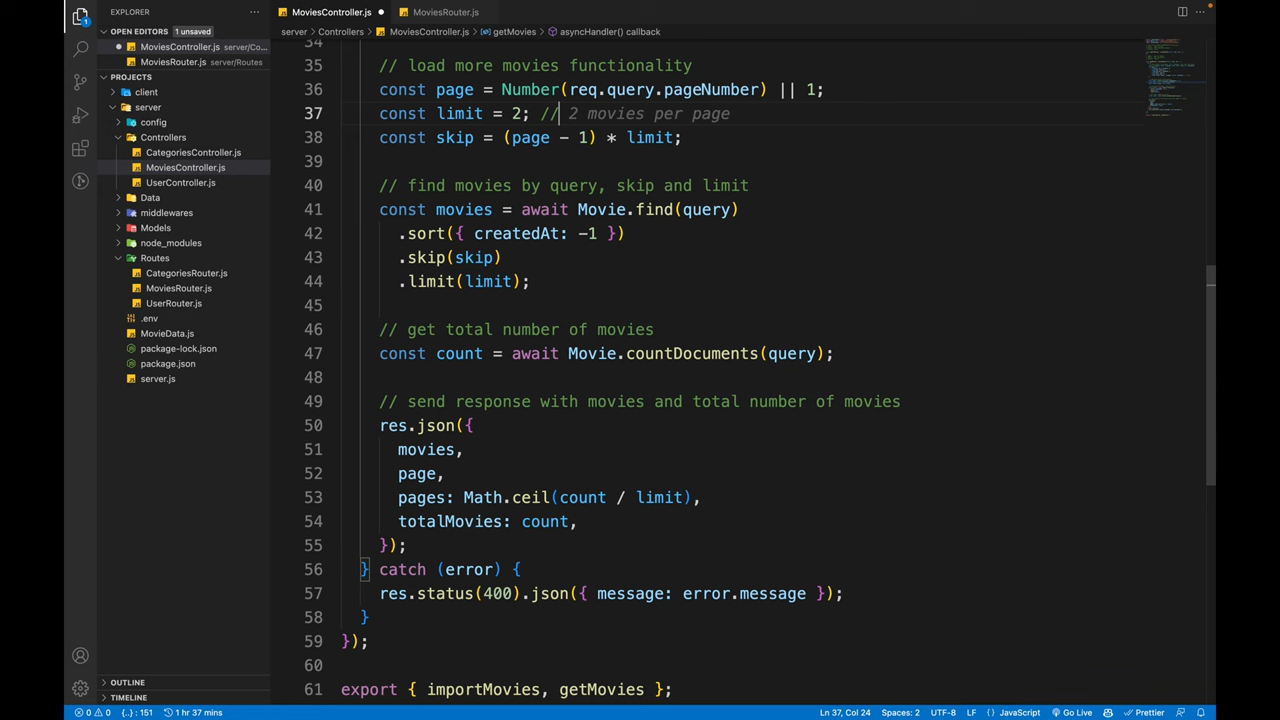 EXPLORER
MoviesController.js
MoviesRouter.js
OPEN EDITORS 1 unsaved
server > Controllers > MoviesController.js > getMovies > asyncHandler() callback
MoviesController.js server/Co...
MoviesRouter.js server/Routes
PROJECTS
client
server
config
Controllers
CategoriesController.js
MoviesController.js
UserController.js
Data
middlewares
Models
node_modules
Routes
CategoriesRouter.js
MoviesRouter.js
UserRouter.js
.env
MovieData.js
package-lock.json
package.json
server.js
OUTLINE
TIMELINE
34
35 // load more movies functionality
36 const page = Number(req.query.pageNumber) || 1;
37 const limit = 2; // 2 movies per page
38 const skip = (page - 1) * limit;
39
40 // find movies by query, skip and limit
41 const movies = await Movie.find(query)
42 .sort({ createdAt: -1 })
43 .skip(skip)
44 .limit(limit);
45
46 // get total number of movies
47 const count = await Movie.countDocuments(query);
48
49 // send response with movies and total number of movies
50 res.json({
51 movies,
52 page,
53 pages: Math.ceil(count / limit),
54 totalMovies: count,
55 });
56 } catch (error) {
57 res.status(400).json({ message: error.message });
58 }
59 });
60
61 export { importMovies, getMovies };
0 0 {..} : 151 1 hr 37 mins Ln 37, Col 24 Spaces: 2 UTF-8 LF {} JavaScript Go Live Prettier